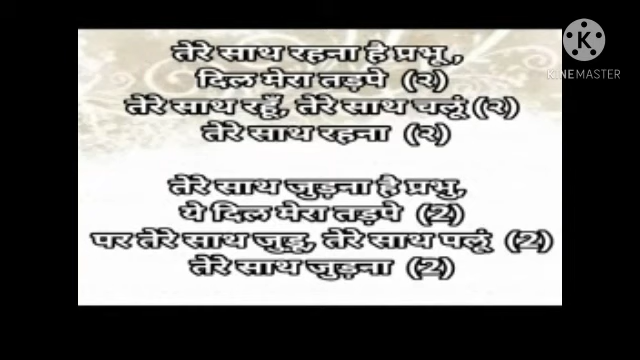 तेरे साथ रहना है प्रभू ,
दिल मेरा तड़पे (२)
तेरे साथ रहूँ, तेरे साथ चलूं (२)
तेरे साथ रहना (२)
तेरे साथ जुड़ना है प्रभु,
ये दिल मेरा तड़पे (2)
पर तेरे साथ जुड़ू, तेरे साथ पलूं (2)
तेरे साथ जुड़ना (2)
KINEMASTER